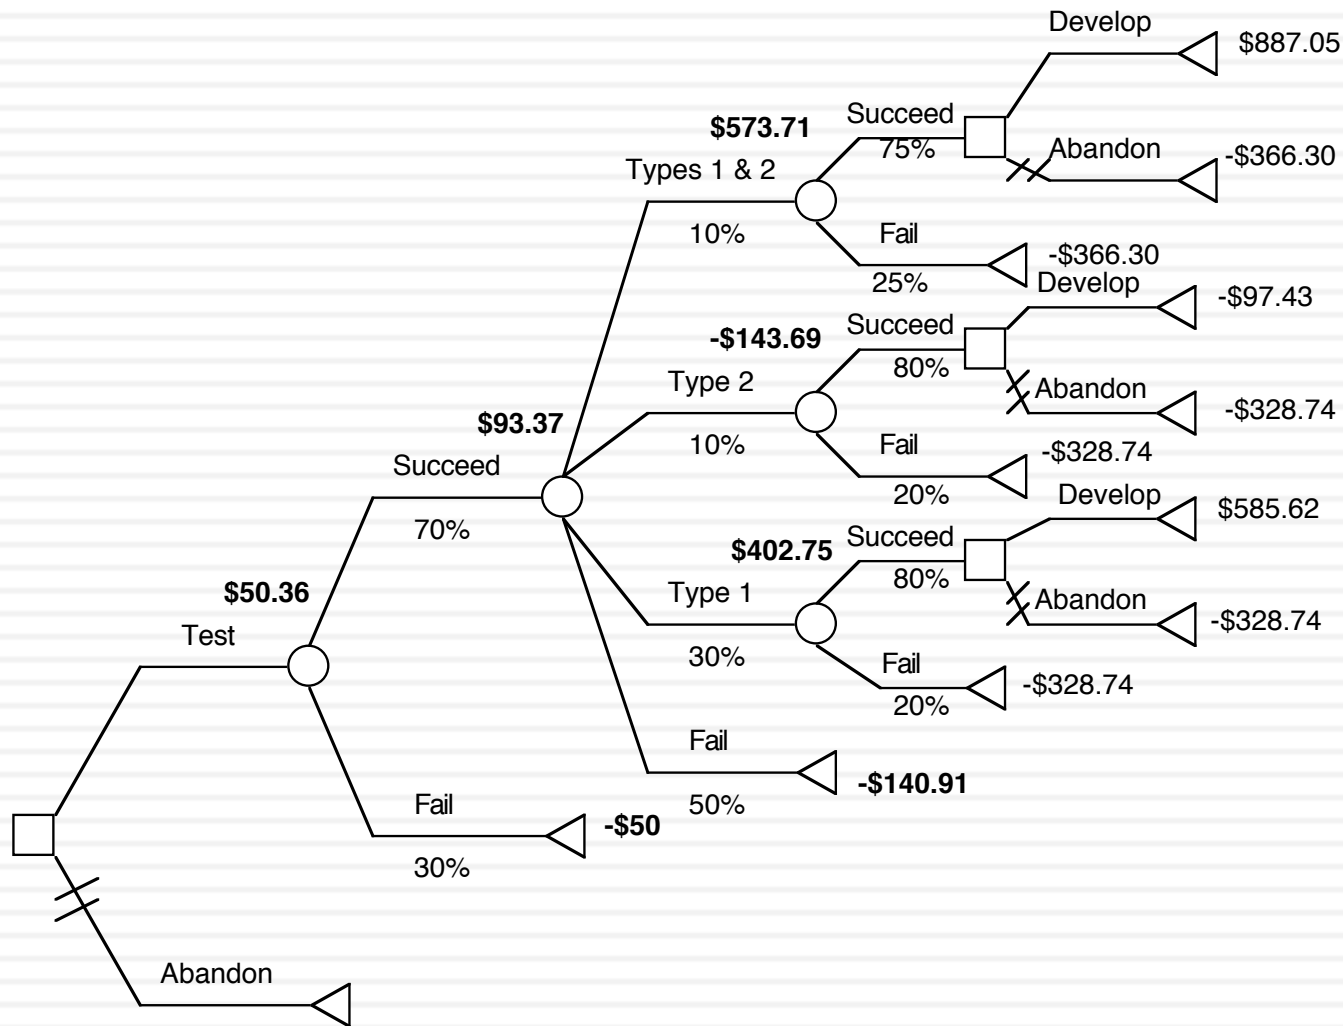 Develop
$887.05
Succeed
$573.71
75%
Abandon
-$366.30
Types 1 & 2
10%
Fail
-$366.30
25%
Develop
-$97.43
Succeed
-$143.69
80%
Type 2
Abandon
-$328.74
$93.37
10%
Fail
-$328.74
Succeed
20%
Develop
$585.62
70%
Succeed
$402.75
80%
Type 1
Abandon
-$328.74
$50.36
Test
30%
Fail
-$328.74
20%
Fail
-$140.91
50%
Fail
-$50
30%
Abandon